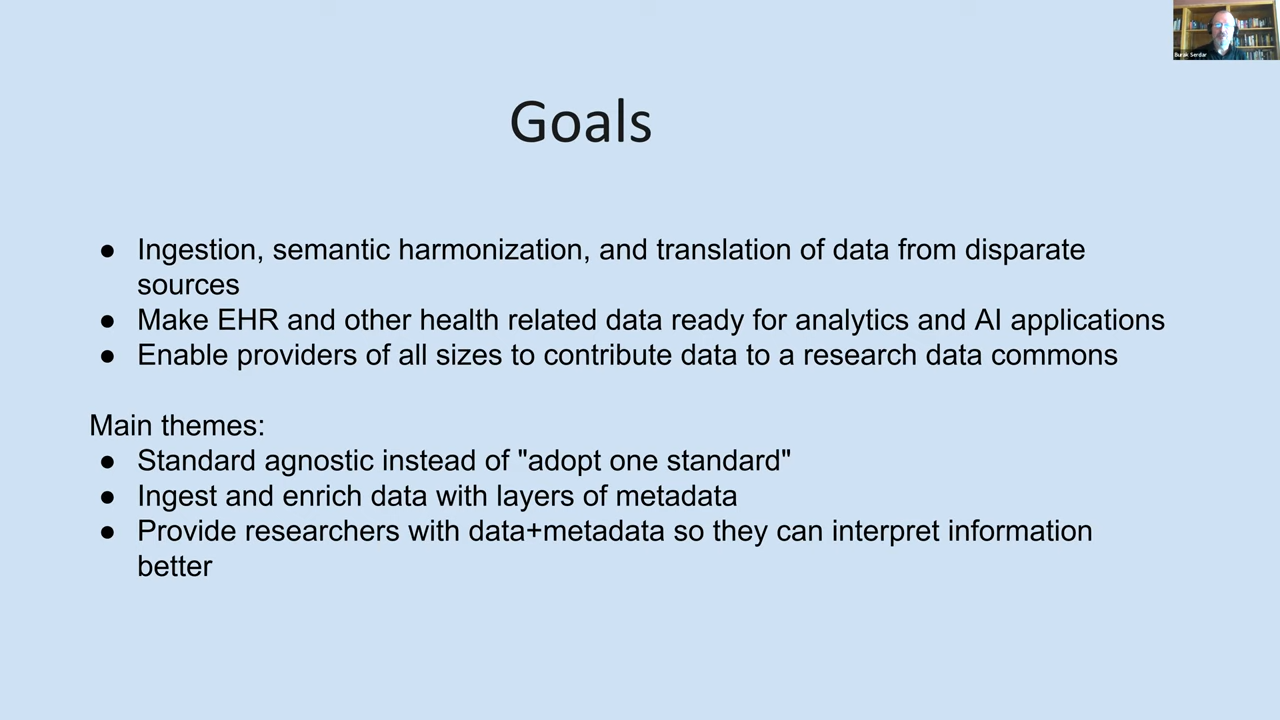 Burak Serdar
Goals
● Ingestion, semantic harmonization, and translation of data from disparate
sources
● Make EHR and other health related data ready for analytics and AI applications
● Enable providers of all sizes to contribute data to a research data commons
Main themes:
● Standard agnostic instead of "adopt one standard"
● Ingest and enrich data with layers of metadata
● Provide researchers with data+metadata so they can interpret information
better